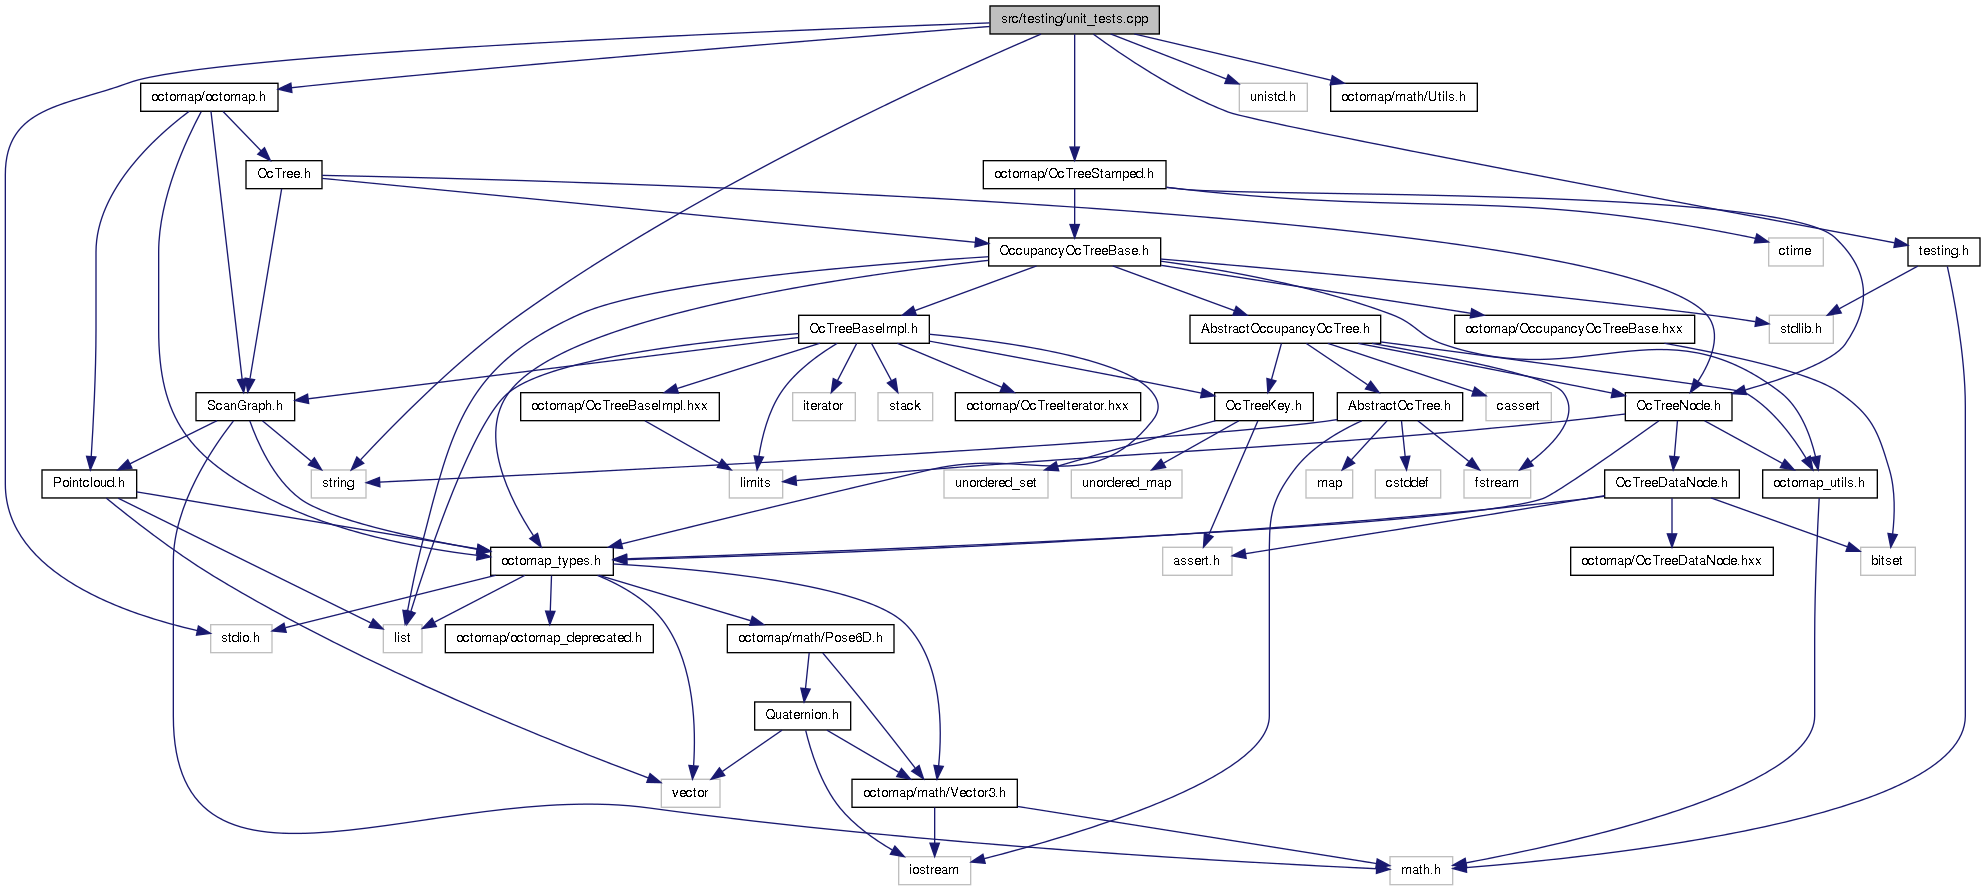 src/testing/unit_tests.cpp
octomap/octomap.h
unistd.h
octomap/math/Utils.h
OcTree.h
octomap/OcTreeStamped.h
OccupancyOcTreeBase.h
ctime
testing.h
OcTreeBaseImpl.h
AbstractOccupancyOcTree.h
octomap/OccupancyOcTreeBase.hxx
stdlib.h
ScanGraph.h
octomap/OcTreeBaseImpl.hxx
iterator
stack
octomap/OcTreeIterator.hxx
OcTreeKey.h
AbstractOcTree.h
cassert
OcTreeNode.h
Pointcloud.h
string
limits
unordered_set
unordered_map
map
cstddef
fstream
OcTreeDataNode.h
octomap_utils.h
octomap_types.h
assert.h
octomap/OcTreeDataNode.hxx
bitset
stdio.h
list
octomap/octomap_deprecated.h
octomap/math/Pose6D.h
Quaternion.h
vector
octomap/math/Vector3.h
iostream
math.h